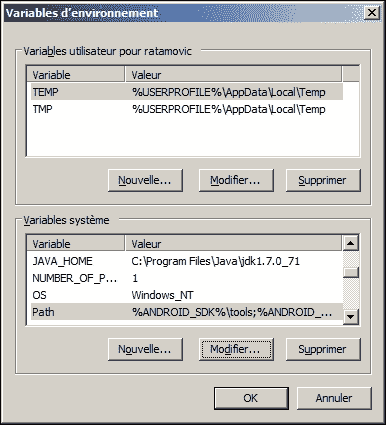 Variables d'environnement
Variables utilisateur pour ratamovic
Variable Valeur
TEMP %USERPROFILE%\AppData\Local\Temp
TMP %USERPROFILE%\AppData\Local\Temp
Nouvelle... Modifier... Supprimer
Variables système
Variable Valeur
JAVA_HOME C:\Program Files\Java\jdk1.7.0_71
NUMBER_OF_P... 1
OS Windows_NT
Path %ANDROID_SDK%\tools;%ANDROID_...
Nouvelle... Modifier... Supprimer
OK Annuler